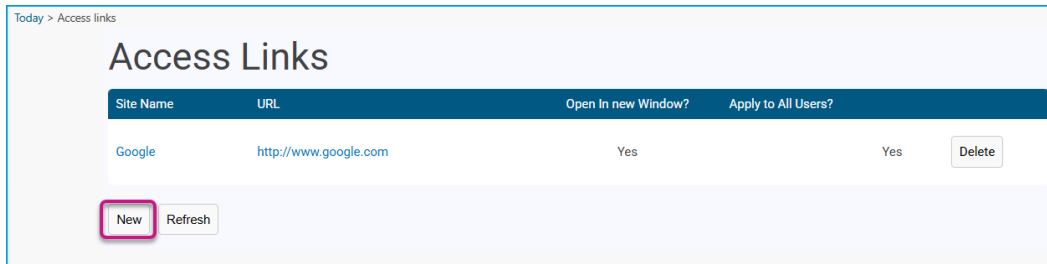 Today > Access links
Access Links
Site Name URL Open In new Window? Apply to All Users?
Google http://www.google.com Yes Yes Delete
New Refresh